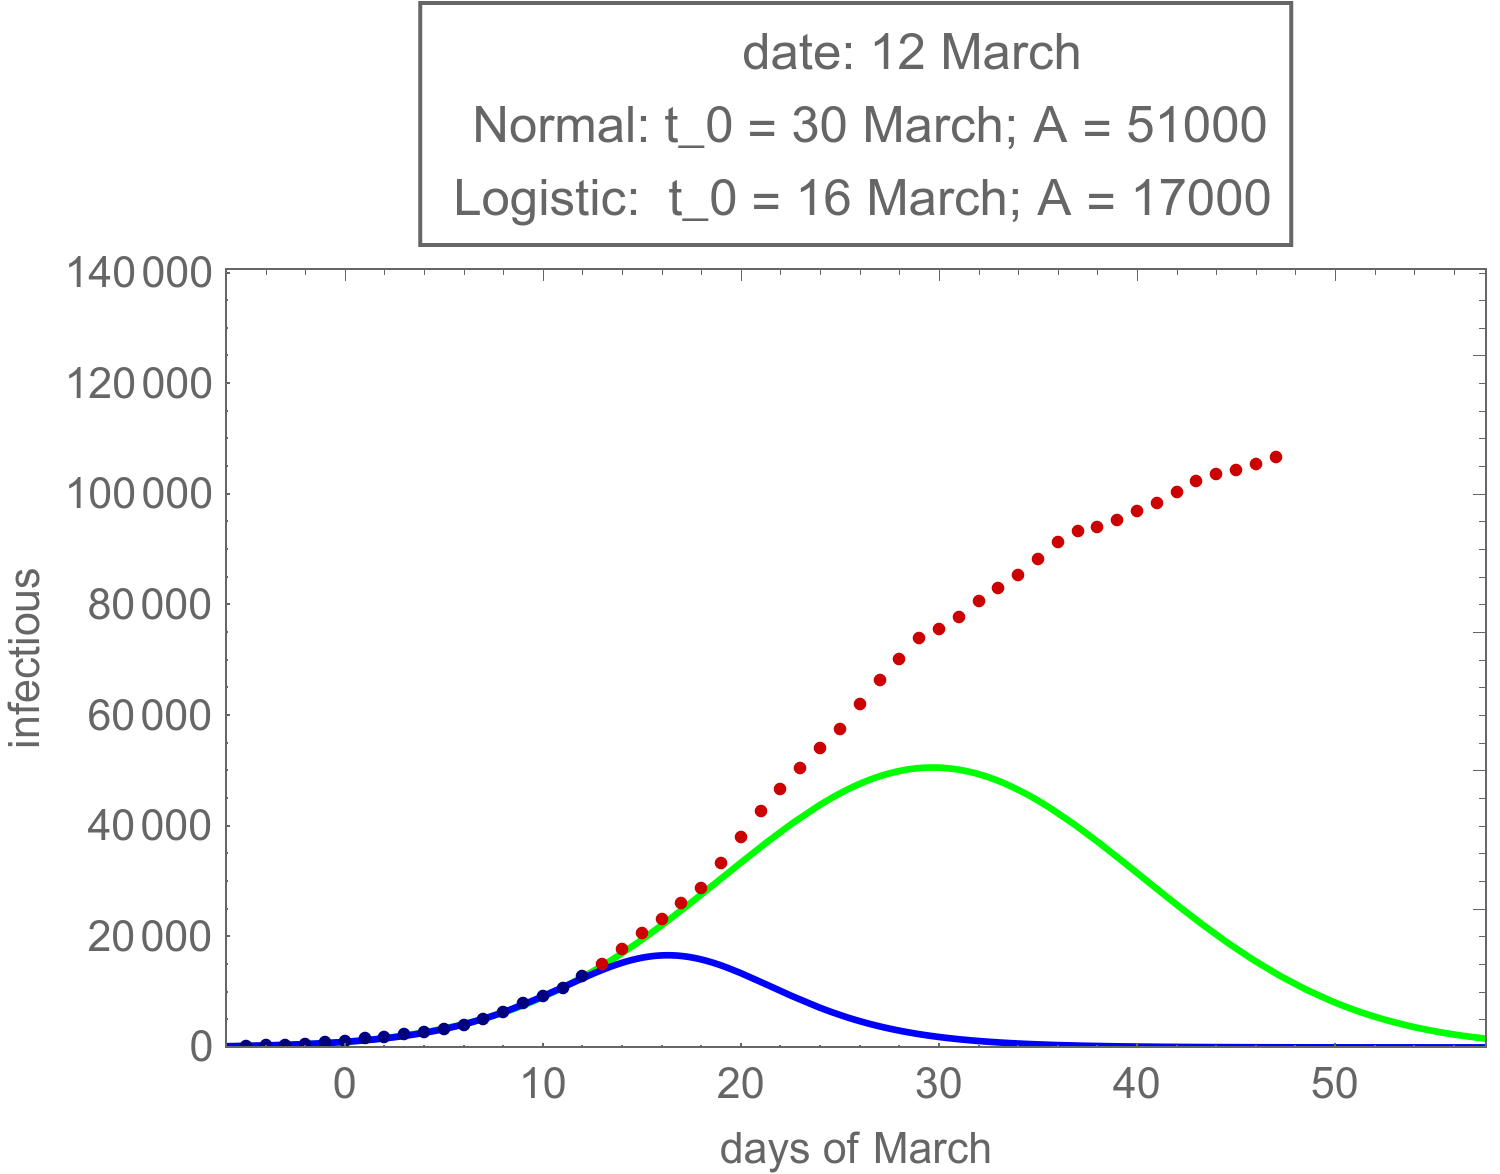 date: 12 March
Normal: t_0 = 30 March; A = 51000
Logistic: t_0 = 16 March; A = 17000
140 000
120 000
100 000
80 000
60 000
40 000
20 000
0
infectious
0 10 20 30 40 50
days of March